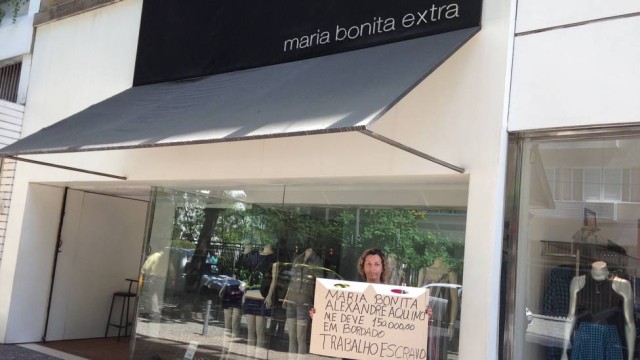 maria bonita extra
MARIA BONITA
ALEXANDRE AQUINO
ME DEVE 150.000.00
EM BORDADO
TRABALHO ESCRAVO